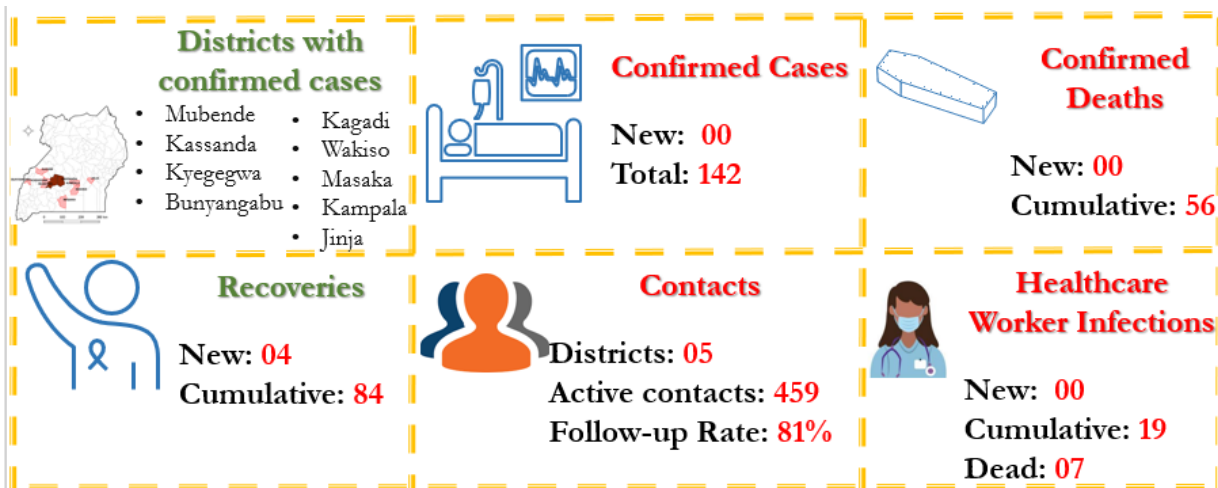 Districts with
confirmed cases
• Mubende
• Kassanda
• Kyegegwa
• Bunyangabu
• Kagadi
• Wakiso
• Masaka
• Kampala
• Jinja
Confirmed Cases
New: 00
Total: 142
Confirmed
Deaths
New: 00
Cumulative: 56
Recoveries
New: 04
Cumulative: 84
Contacts
Districts: 05
Active contacts: 459
Follow-up Rate: 81%
Healthcare
Worker Infections
New: 00
Cumulative: 19
Dead: 07